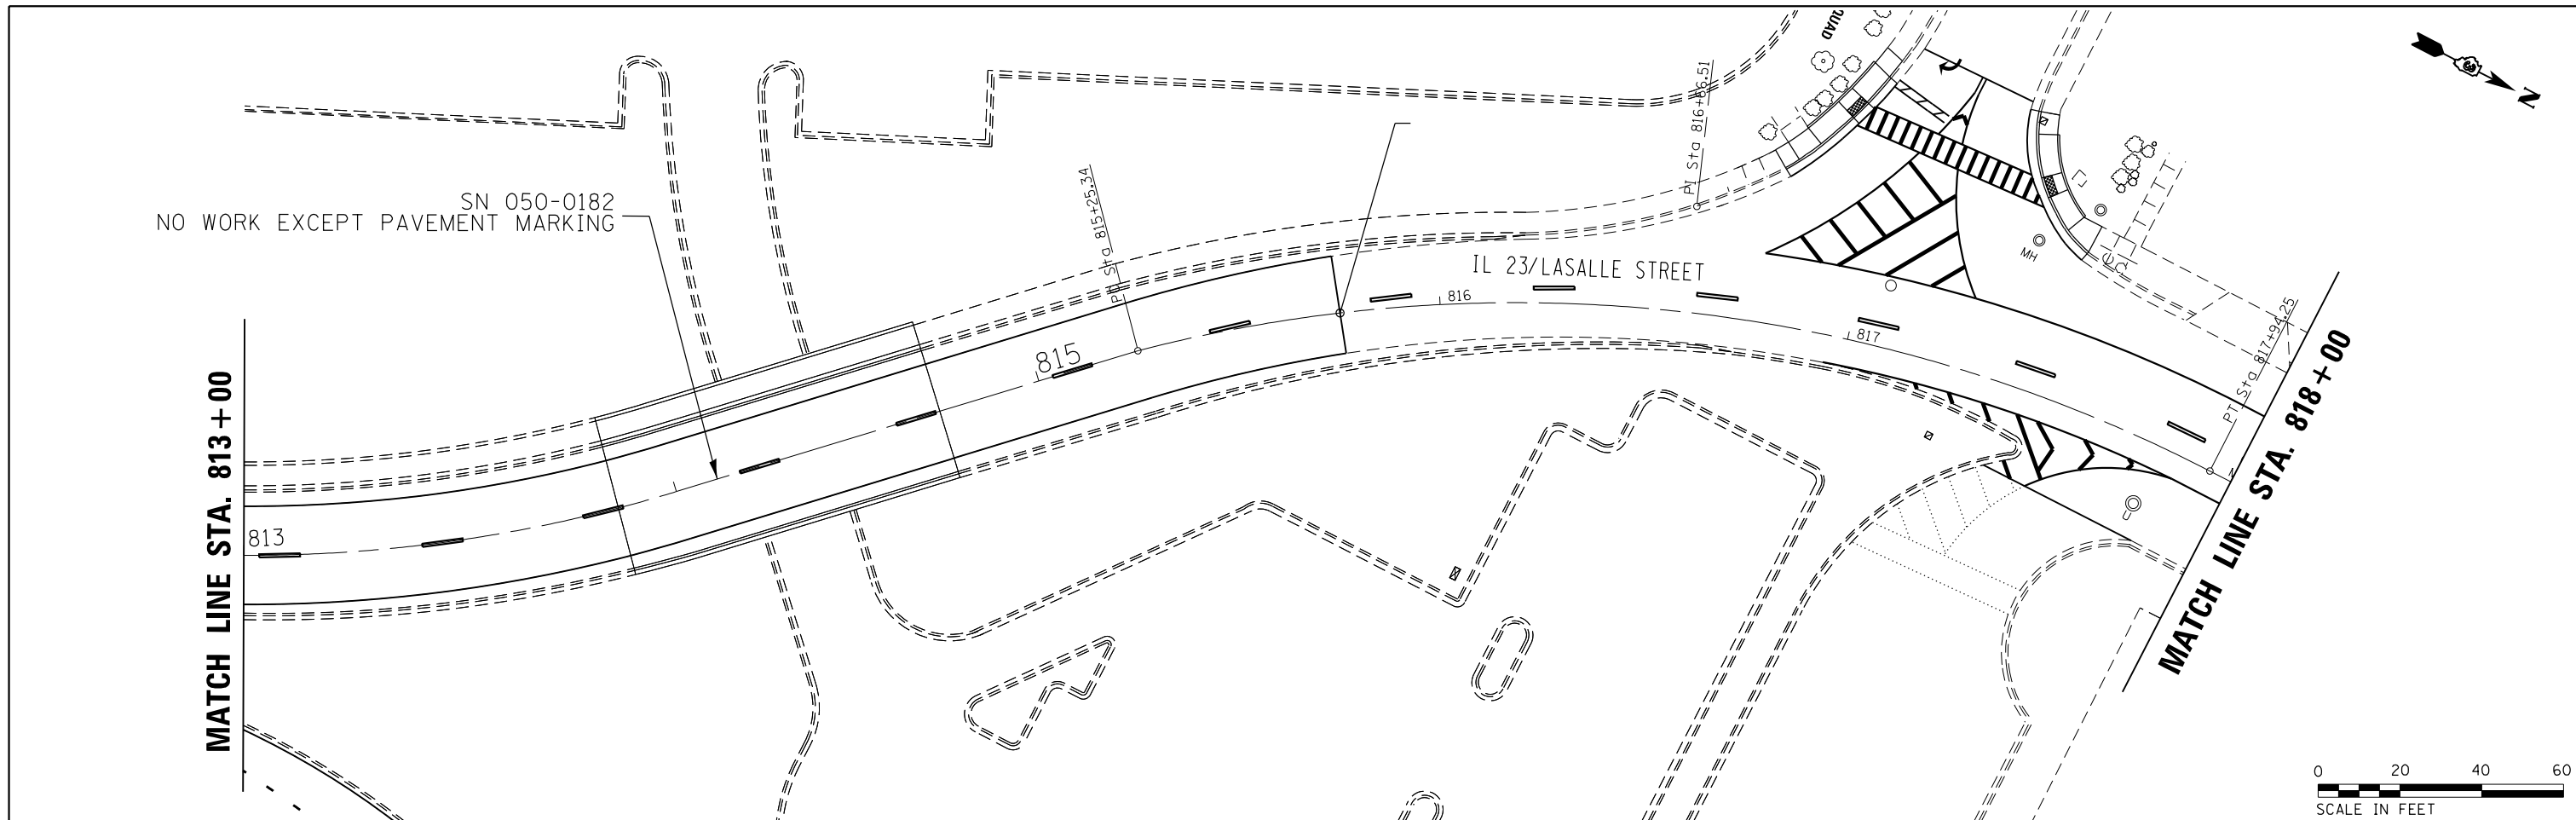 QUAD
N
PI Sta 816+66.51
SN 050-0182
NO WORK EXCEPT PAVEMENT MARKING
Sta 815+25.34
IL 23/LASALLE STREET
MH
816
817
815
813
PT Sta 817+94.25
MATCH LINE STA. 813+00
MATCH LINE STA. 818+00
0 20 40 60
SCALE IN FEET